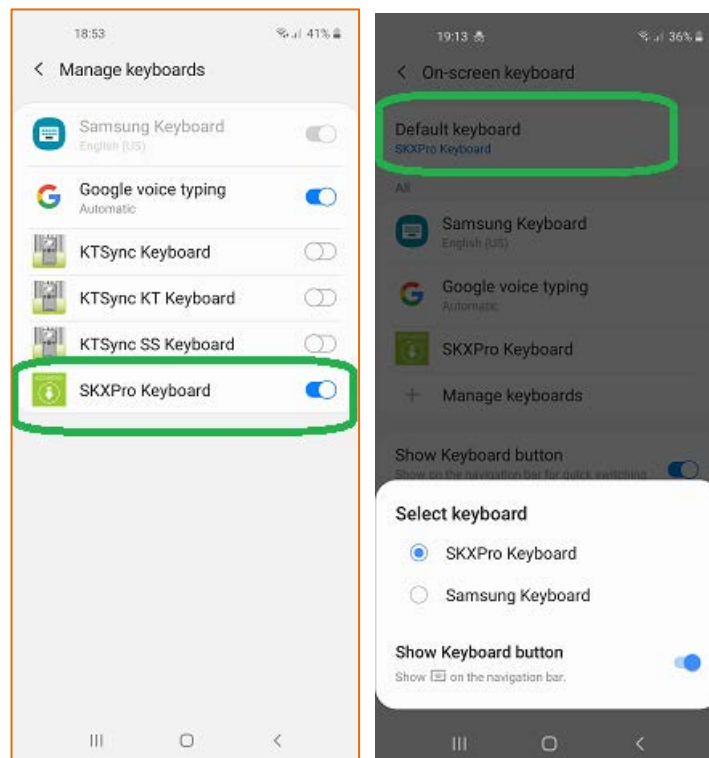 18:53 41%
Manage keyboards
Samsung Keyboard
English (US)
Google voice typing
Automatic
KTSync Keyboard
KTSync KT Keyboard
KTSync SS Keyboard
SKXPro Keyboard
19:13 36%
On-screen keyboard
Default keyboard
SKXPro Keyboard
All
Samsung Keyboard
English (US)
Google voice typing
Automatic
SKXPro Keyboard
Manage keyboards
Show Keyboard button
Show on the navigation bar for quick switching
Select keyboard
SKXPro Keyboard
Samsung Keyboard
Show Keyboard button
Show on the navigation bar.